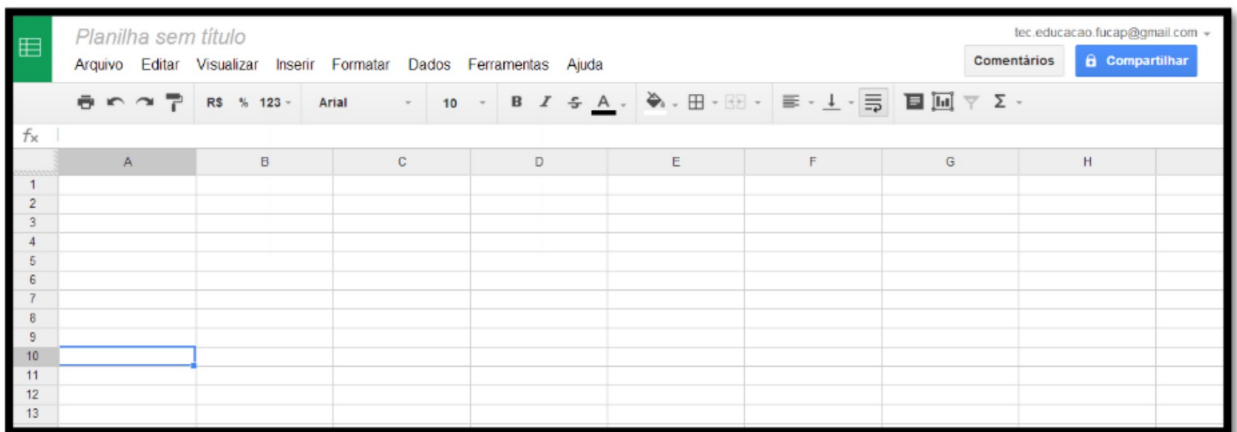 Planilha sem título
tec.educacao.fucap@gmail.com
Arquivo Editar Visualizar Inserir Formatar Dados Ferramentas Ajuda
Comentários Compartilhar
R$ % 123 Arial 10 B I S A Σ
fx
A B C D E F G H
1
2
3
4
5
6
7
8
9
10
11
12
13